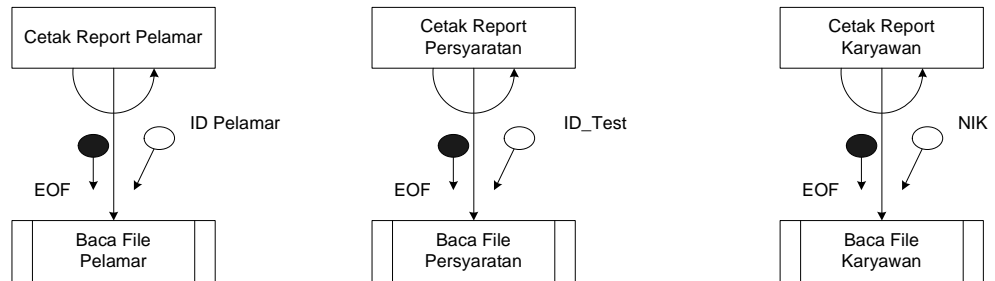 Cetak Report Pelamar
ID Pelamar
EOF
Baca File
Pelamar
Cetak Report
Persyaratan
ID_Test
EOF
Baca File
Persyaratan
Cetak Report
Karyawan
NIK
EOF
Baca File
Karyawan